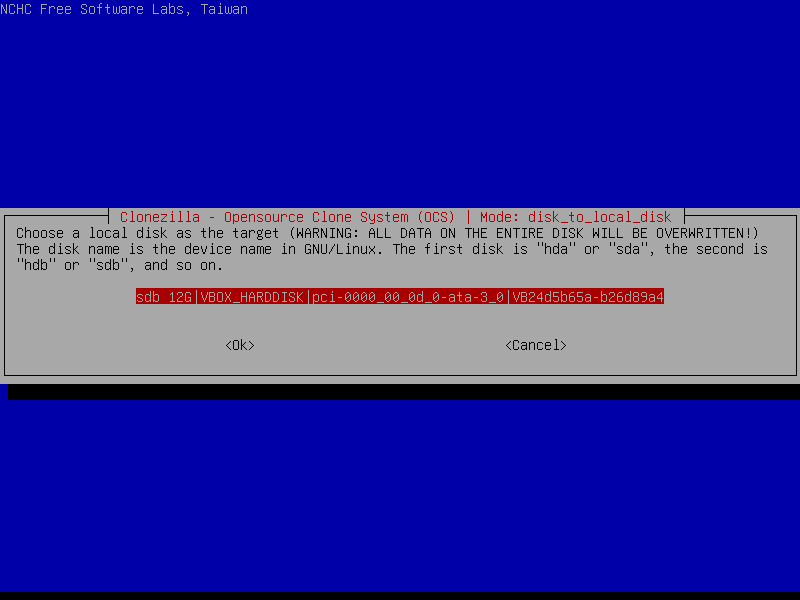 NCHC Free Software Labs, Taiwan
Clonezilla - Opensource Clone System (OCS) | Mode: disk_to_local_disk
Choose a local disk as the target (WARNING: ALL DATA ON THE ENTIRE DISK WILL BE OVERWRITTEN!)
The disk name is the device name in GNU/Linux. The first disk is "hda" or "sda", the second is
"hdb" or "sdb", and so on.
sdb 12G|VBOX_HARDDISK|pci-0000_00_0d_0-ata-3_0|VB24d5b65a-b26d89a4
<Ok> <Cancel>